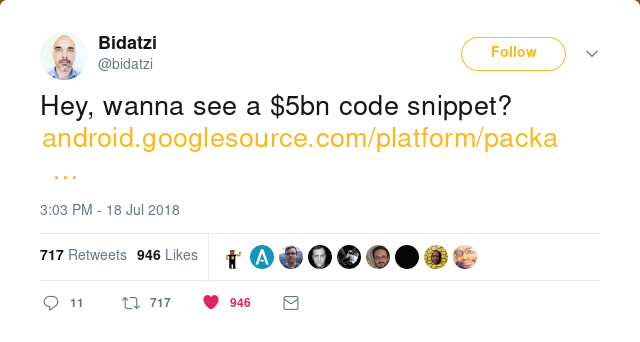 Bidatzi
@bidatzi
Follow
Hey, wanna see a $5bn code snippet?
android.googlesource.com/platform/packa
…
3:03 PM - 18 Jul 2018
717 Retweets 946 Likes
11 717 946